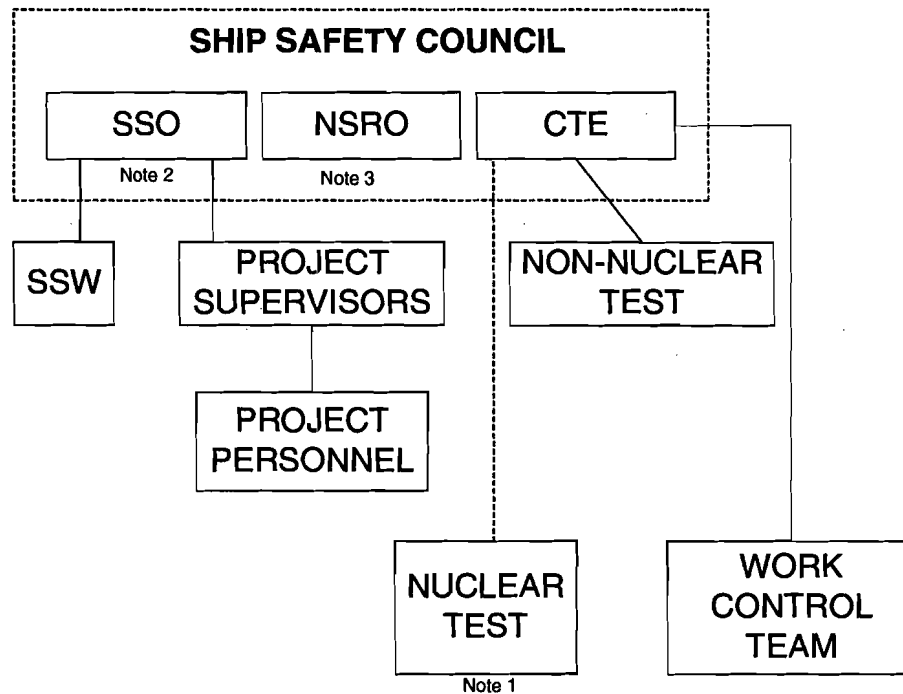 SHIP SAFETY COUNCIL
SSO
NSRO
CTE
Note 2
Note 3
SSW
PROJECT
SUPERVISORS
NON-NUCLEAR
TEST
PROJECT
PERSONNEL
NUCLEAR
TEST
Note 1
WORK
CONTROL
TEAM